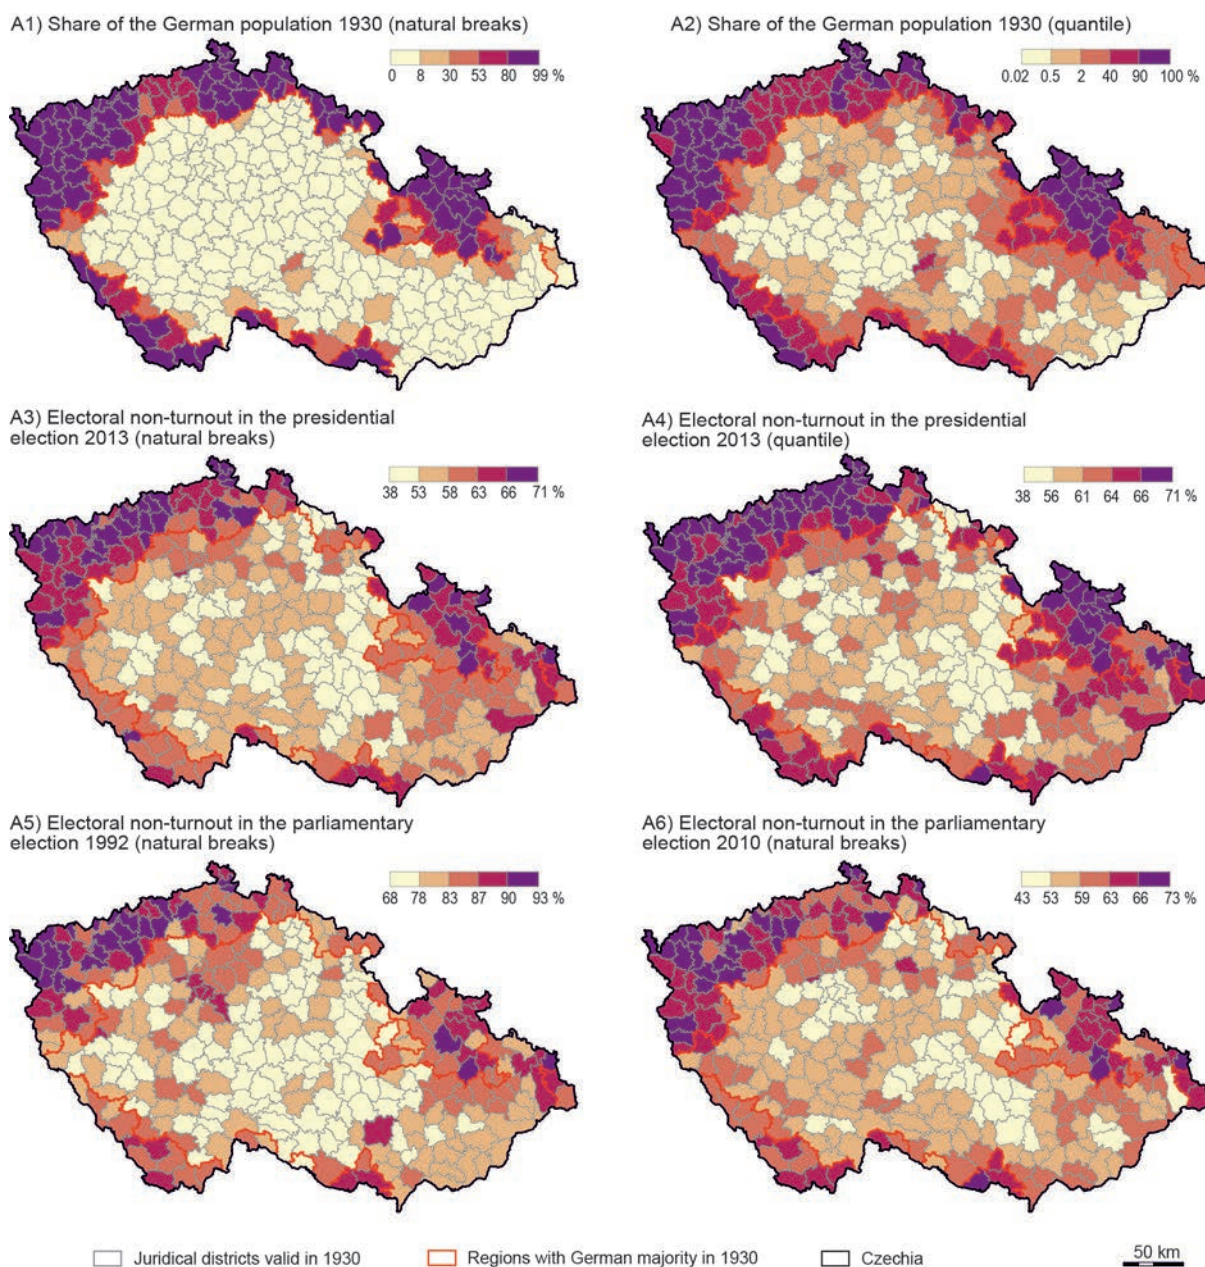 A1) Share of the German population 1930 (natural breaks)
0 8 30 53 80 99 %
A2) Share of the German population 1930 (quantile)
0.02 0.5 2 40 90 100 %
A3) Electoral non-turnout in the presidential
election 2013 (natural breaks)
38 53 58 63 66 71 %
A4) Electoral non-turnout in the presidential
election 2013 (quantile)
38 56 61 64 66 71 %
A5) Electoral non-turnout in the parliamentary
election 1992 (natural breaks)
68 78 83 87 90 93 %
A6) Electoral non-turnout in the parliamentary
election 2010 (natural breaks)
43 53 59 63 66 73 %
Juridical districts valid in 1930
Regions with German majority in 1930
Czechia
50 km